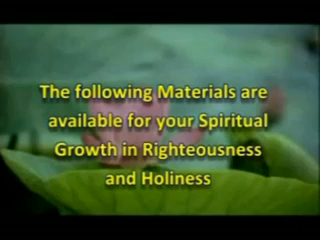 The following Materials are
available for your Spiritual
Growth in Righteousness
and Holiness